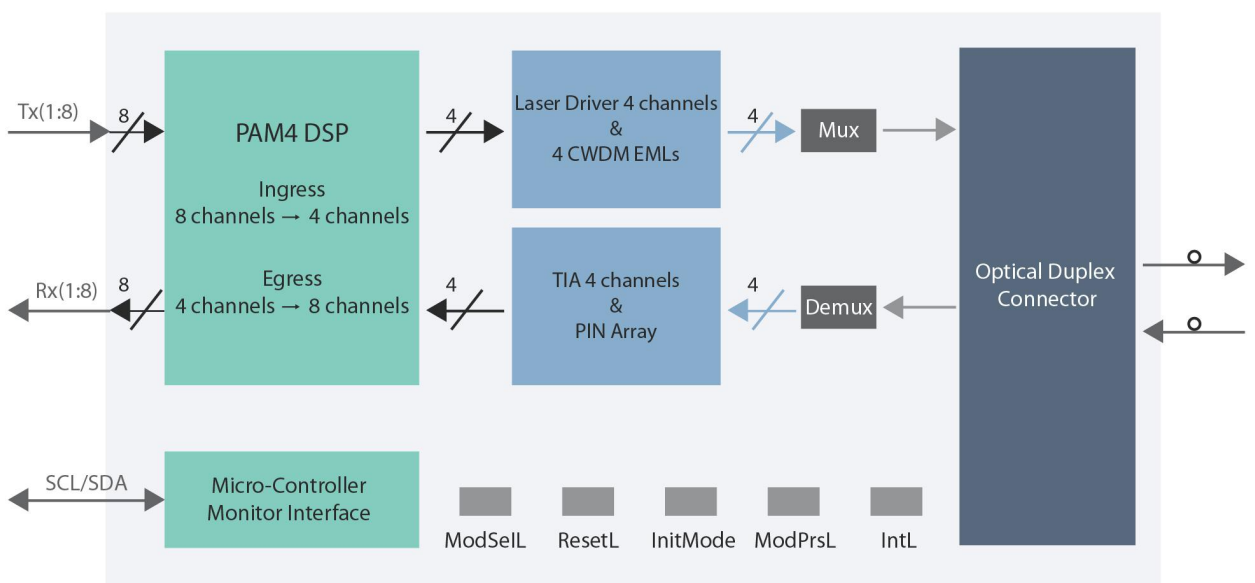 Tx(1:8)
8
PAM4 DSP
Ingress
8 channels → 4 channels
Egress
4 channels → 8 channels
Rx(1:8)
8
4
Laser Driver 4 channels
&
4 CWDM EMLs
4
Mux
4
TIA 4 channels
&
PIN Array
4
Demux
Optical Duplex
Connector
SCL/SDA
Micro-Controller
Monitor Interface
ModSelL
ResetL
InitMode
ModPrsL
IntL